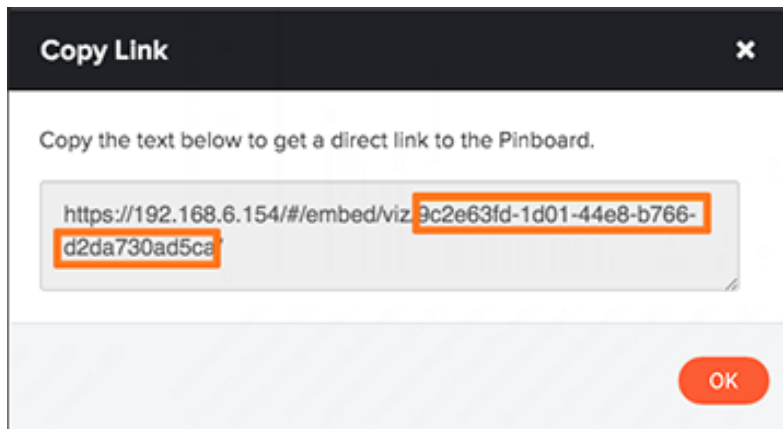 Copy Link
Copy the text below to get a direct link to the Pinboard.
https://192.168.6.154/#/embed/viz/9c2e63fd-1d01-44e8-b766-
d2da730ad5ca/
OK